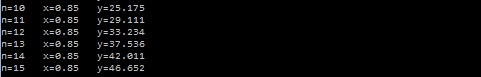 n=10 x=0.85 y=25.175
n=11 x=0.85 y=29.111
n=12 x=0.85 y=33.234
n=13 x=0.85 y=37.536
n=14 x=0.85 y=42.011
n=15 x=0.85 y=46.652